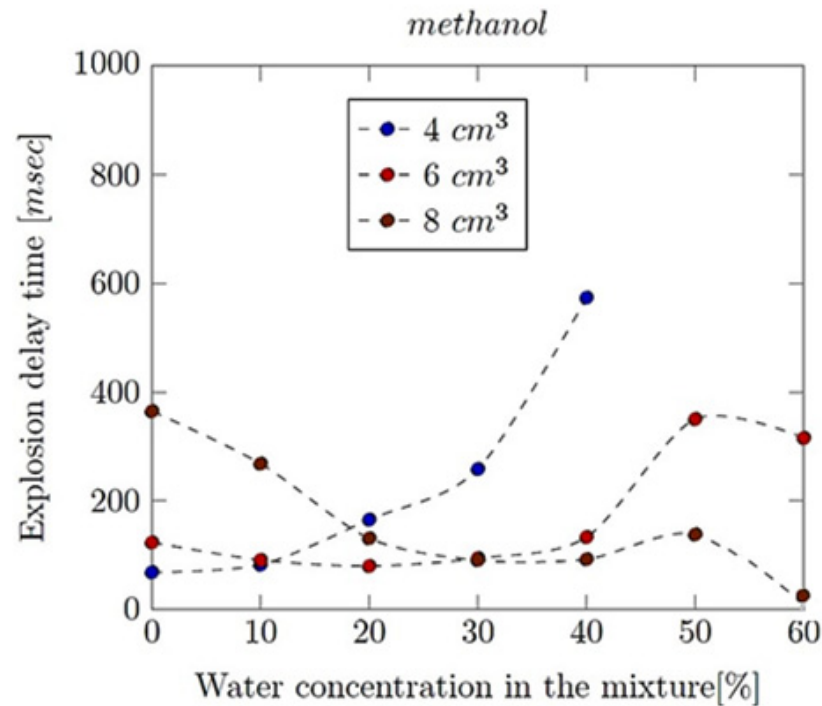 methanol
1000
800
600
400
200
0
Explosion delay time [msec]
4 cm³
6 cm³
8 cm³
0 10 20 30 40 50 60
Water concentration in the mixture[%]